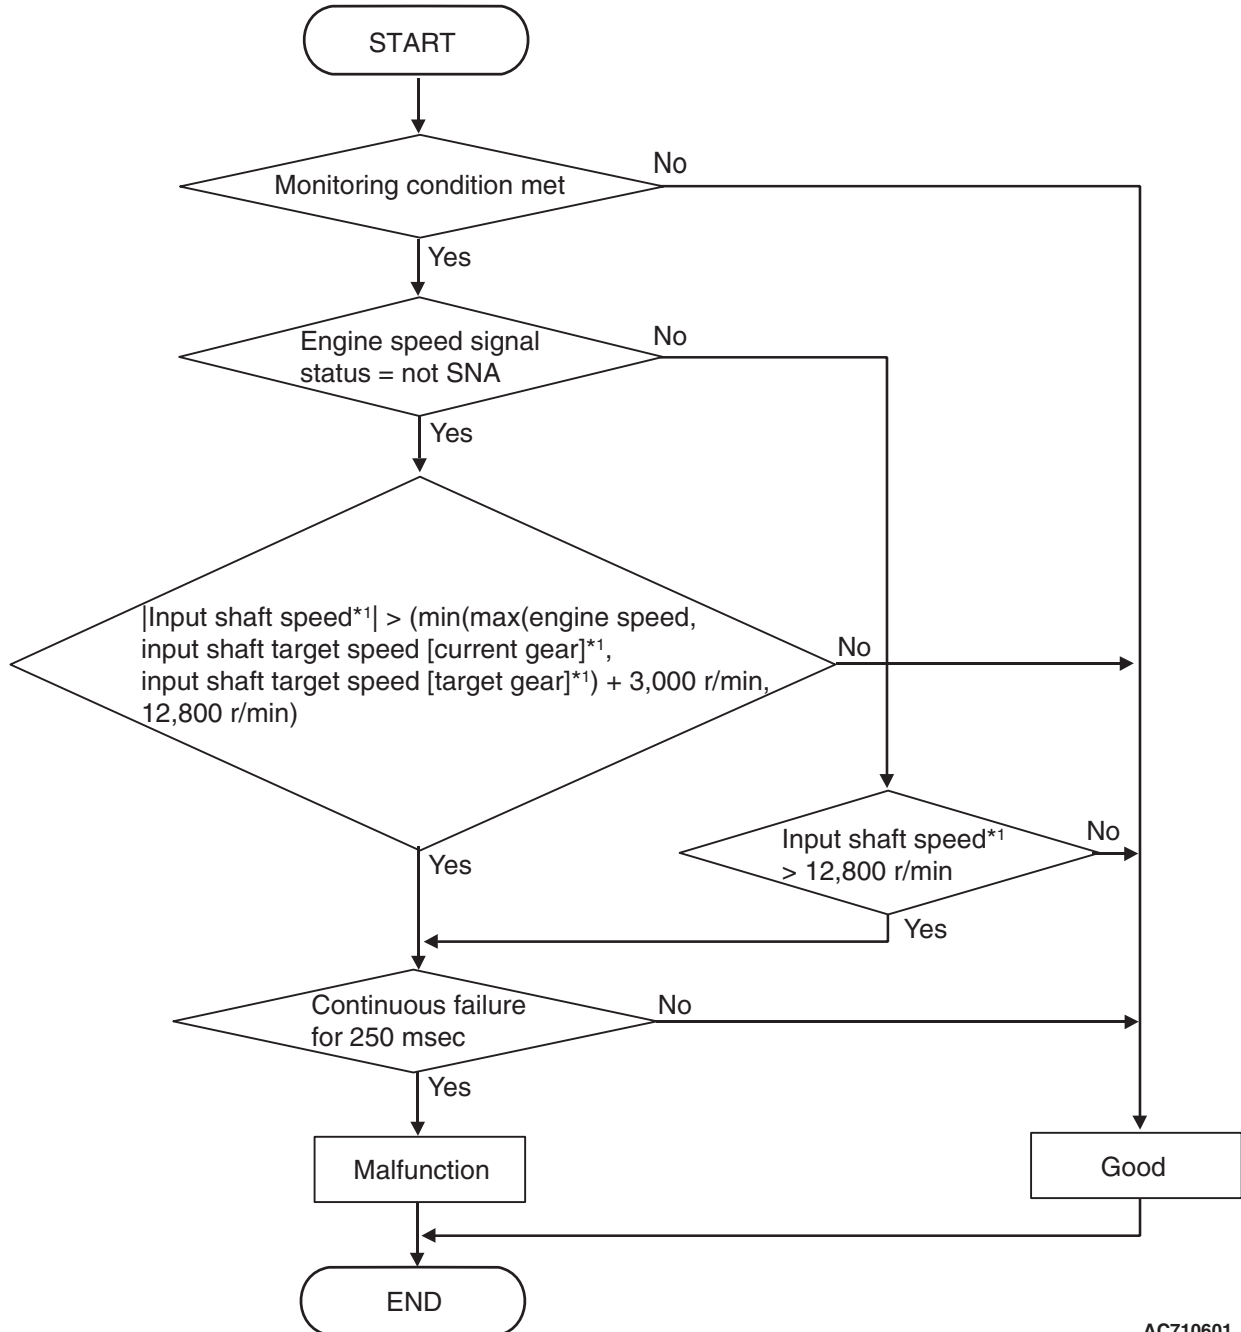 START
Monitoring condition met
No
Yes
Engine speed signal
status = not SNA
No
Yes
|Input shaft speed*1| > (min(max(engine speed,
input shaft target speed [current gear]*1,
input shaft target speed [target gear]*1) + 3,000 r/min,
12,800 r/min)
No
Yes
Input shaft speed*1
> 12,800 r/min
No
Yes
Continuous failure
for 250 msec
No
Yes
Malfunction
Good
END
AC710601